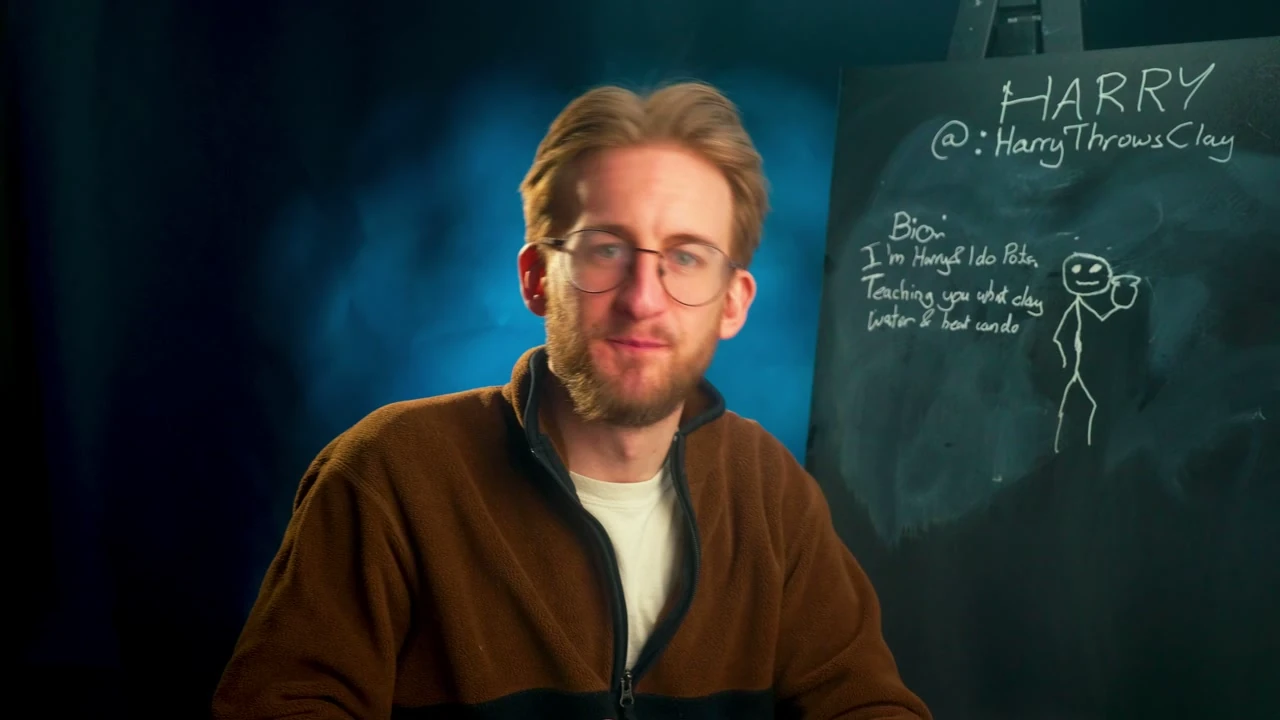 HARRY
@:HarryThrowsClay
Bio:
I'm Harry & I do Pots.
Teaching you what clay
Water & heat can do